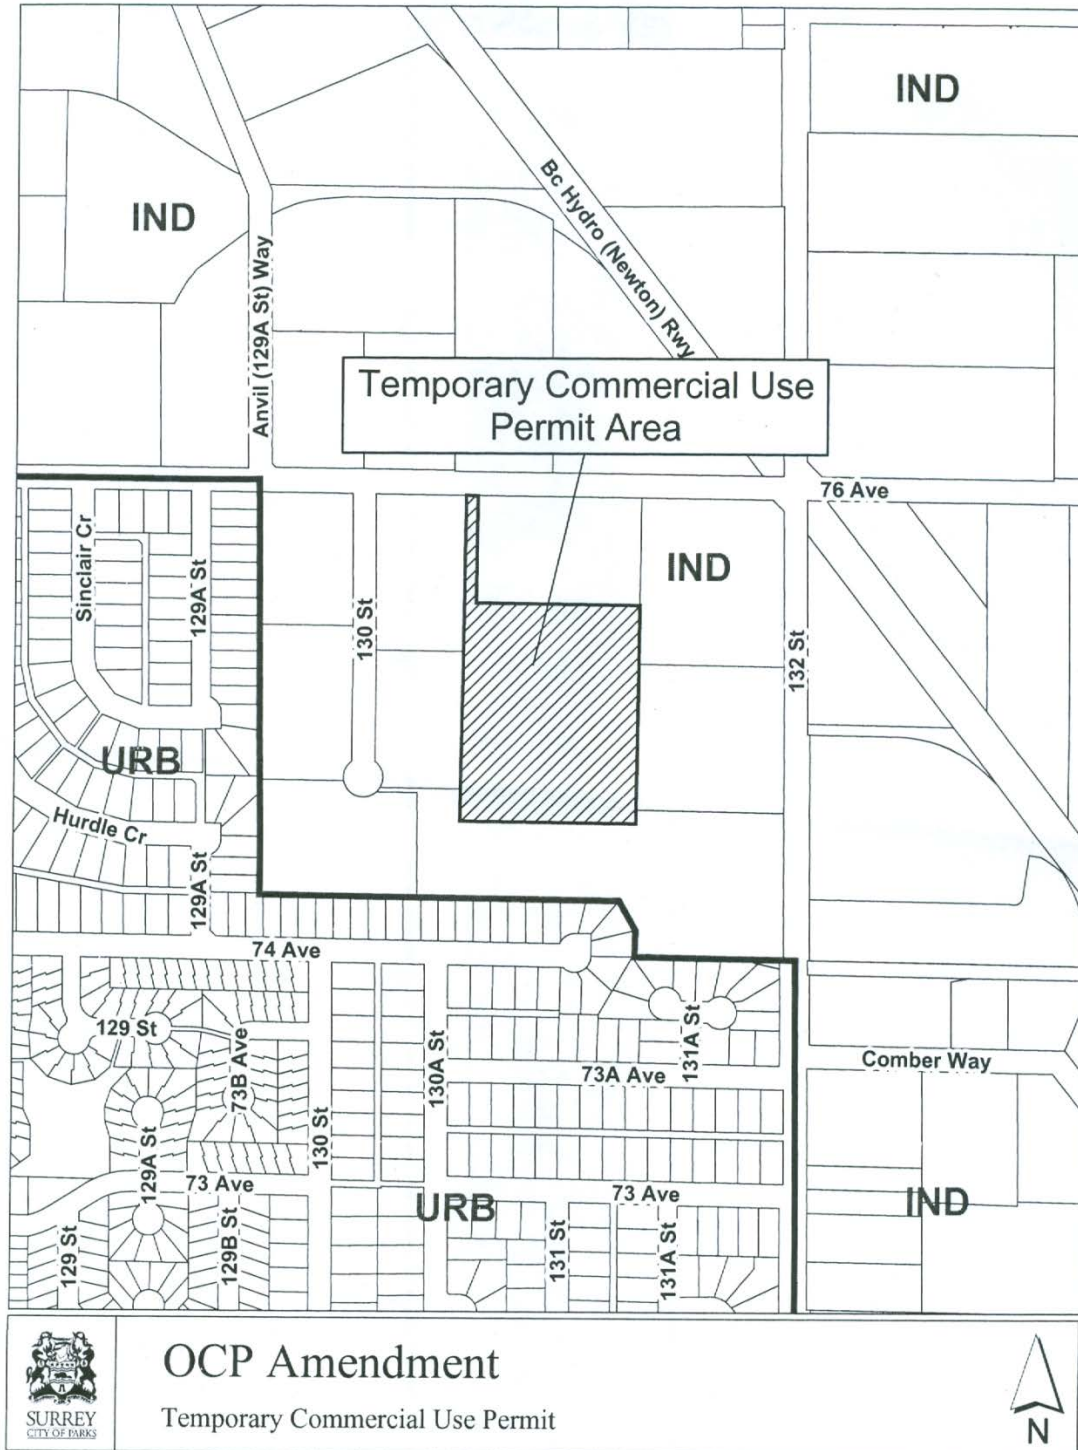 IND
IND
Bc Hydro (Newton) Rwy
Anvil (129A St) Way
Temporary Commercial Use
Permit Area
76 Ave
Sinclair Cr
129A St
130 St
IND
132 St
URB
Hurdle Cr
129A St
74 Ave
129 St
73B Ave
130A St
131A St
73A Ave
Comber Way
130 St
129A St
73 Ave
73 Ave
URB
IND
129 St
129B St
131 St
131A St
SURREY
CITY OF PARKS
OCP Amendment
Temporary Commercial Use Permit
N